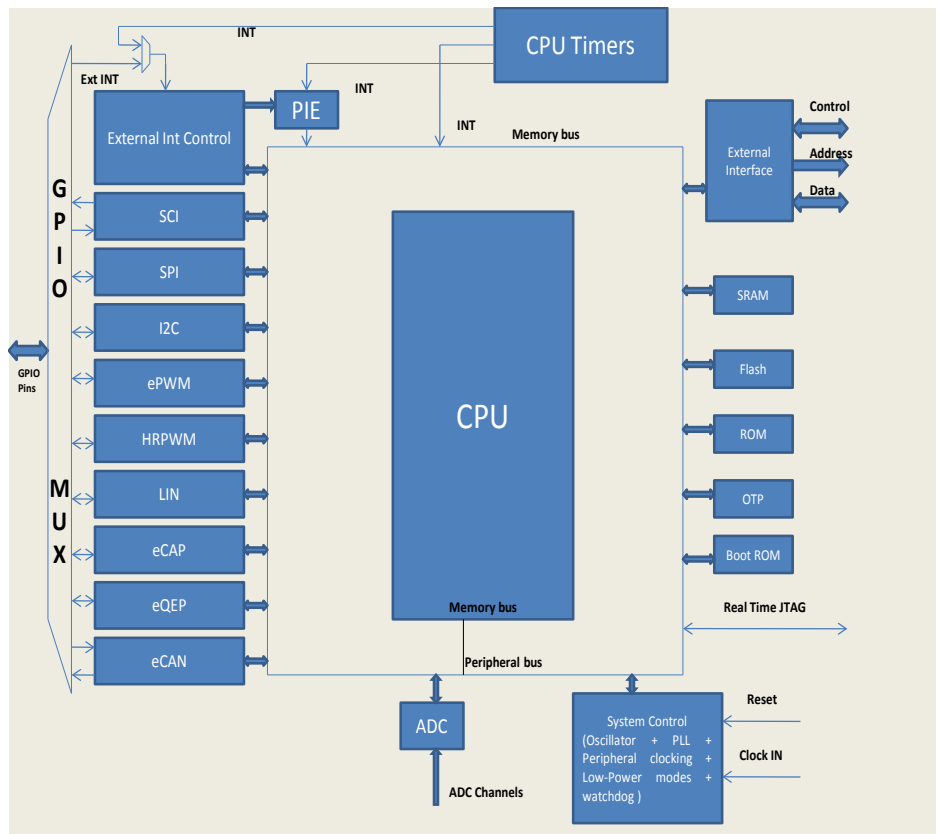 INT
CPU Timers
Ext INT
INT
PIE
INT
External Int Control
Memory bus
Control
External
Interface
Address
Data
GPIO
SCI
SPI
I2C
GPIO
Pins
ePWM
HRPWM
MUX
LIN
eCAP
eQEP
eCAN
CPU
SRAM
Flash
ROM
OTP
Boot ROM
Memory bus
Real Time JTAG
Peripheral bus
ADC
ADC Channels
System Control
(Oscillator + PLL +
Peripheral clocking +
Low-Power modes +
watchdog )
Reset
Clock IN